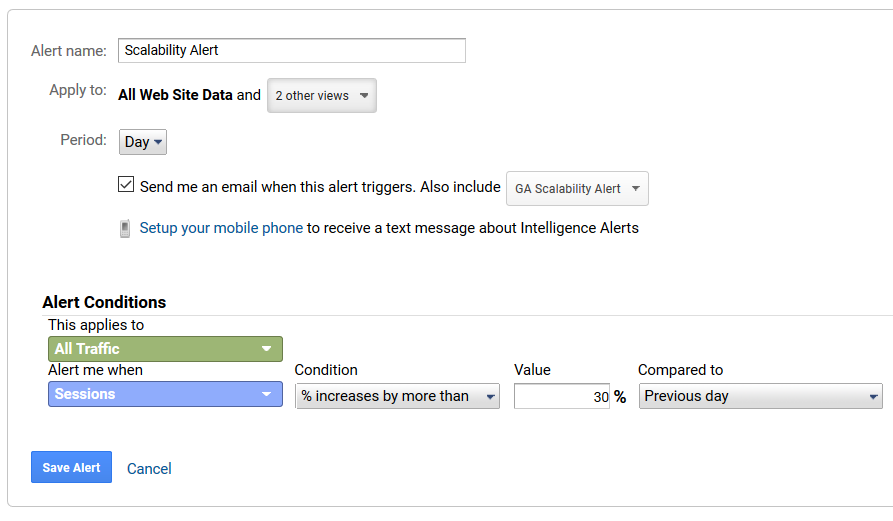 Alert name: Scalability Alert
Apply to: All Web Site Data and 2 other views
Period: Day
Send me an email when this alert triggers. Also include GA Scalability Alert
Setup your mobile phone to receive a text message about Intelligence Alerts
Alert Conditions
This applies to
All Traffic
Alert me when Condition Value Compared to
Sessions % increases by more than 30 % Previous day
Save Alert Cancel